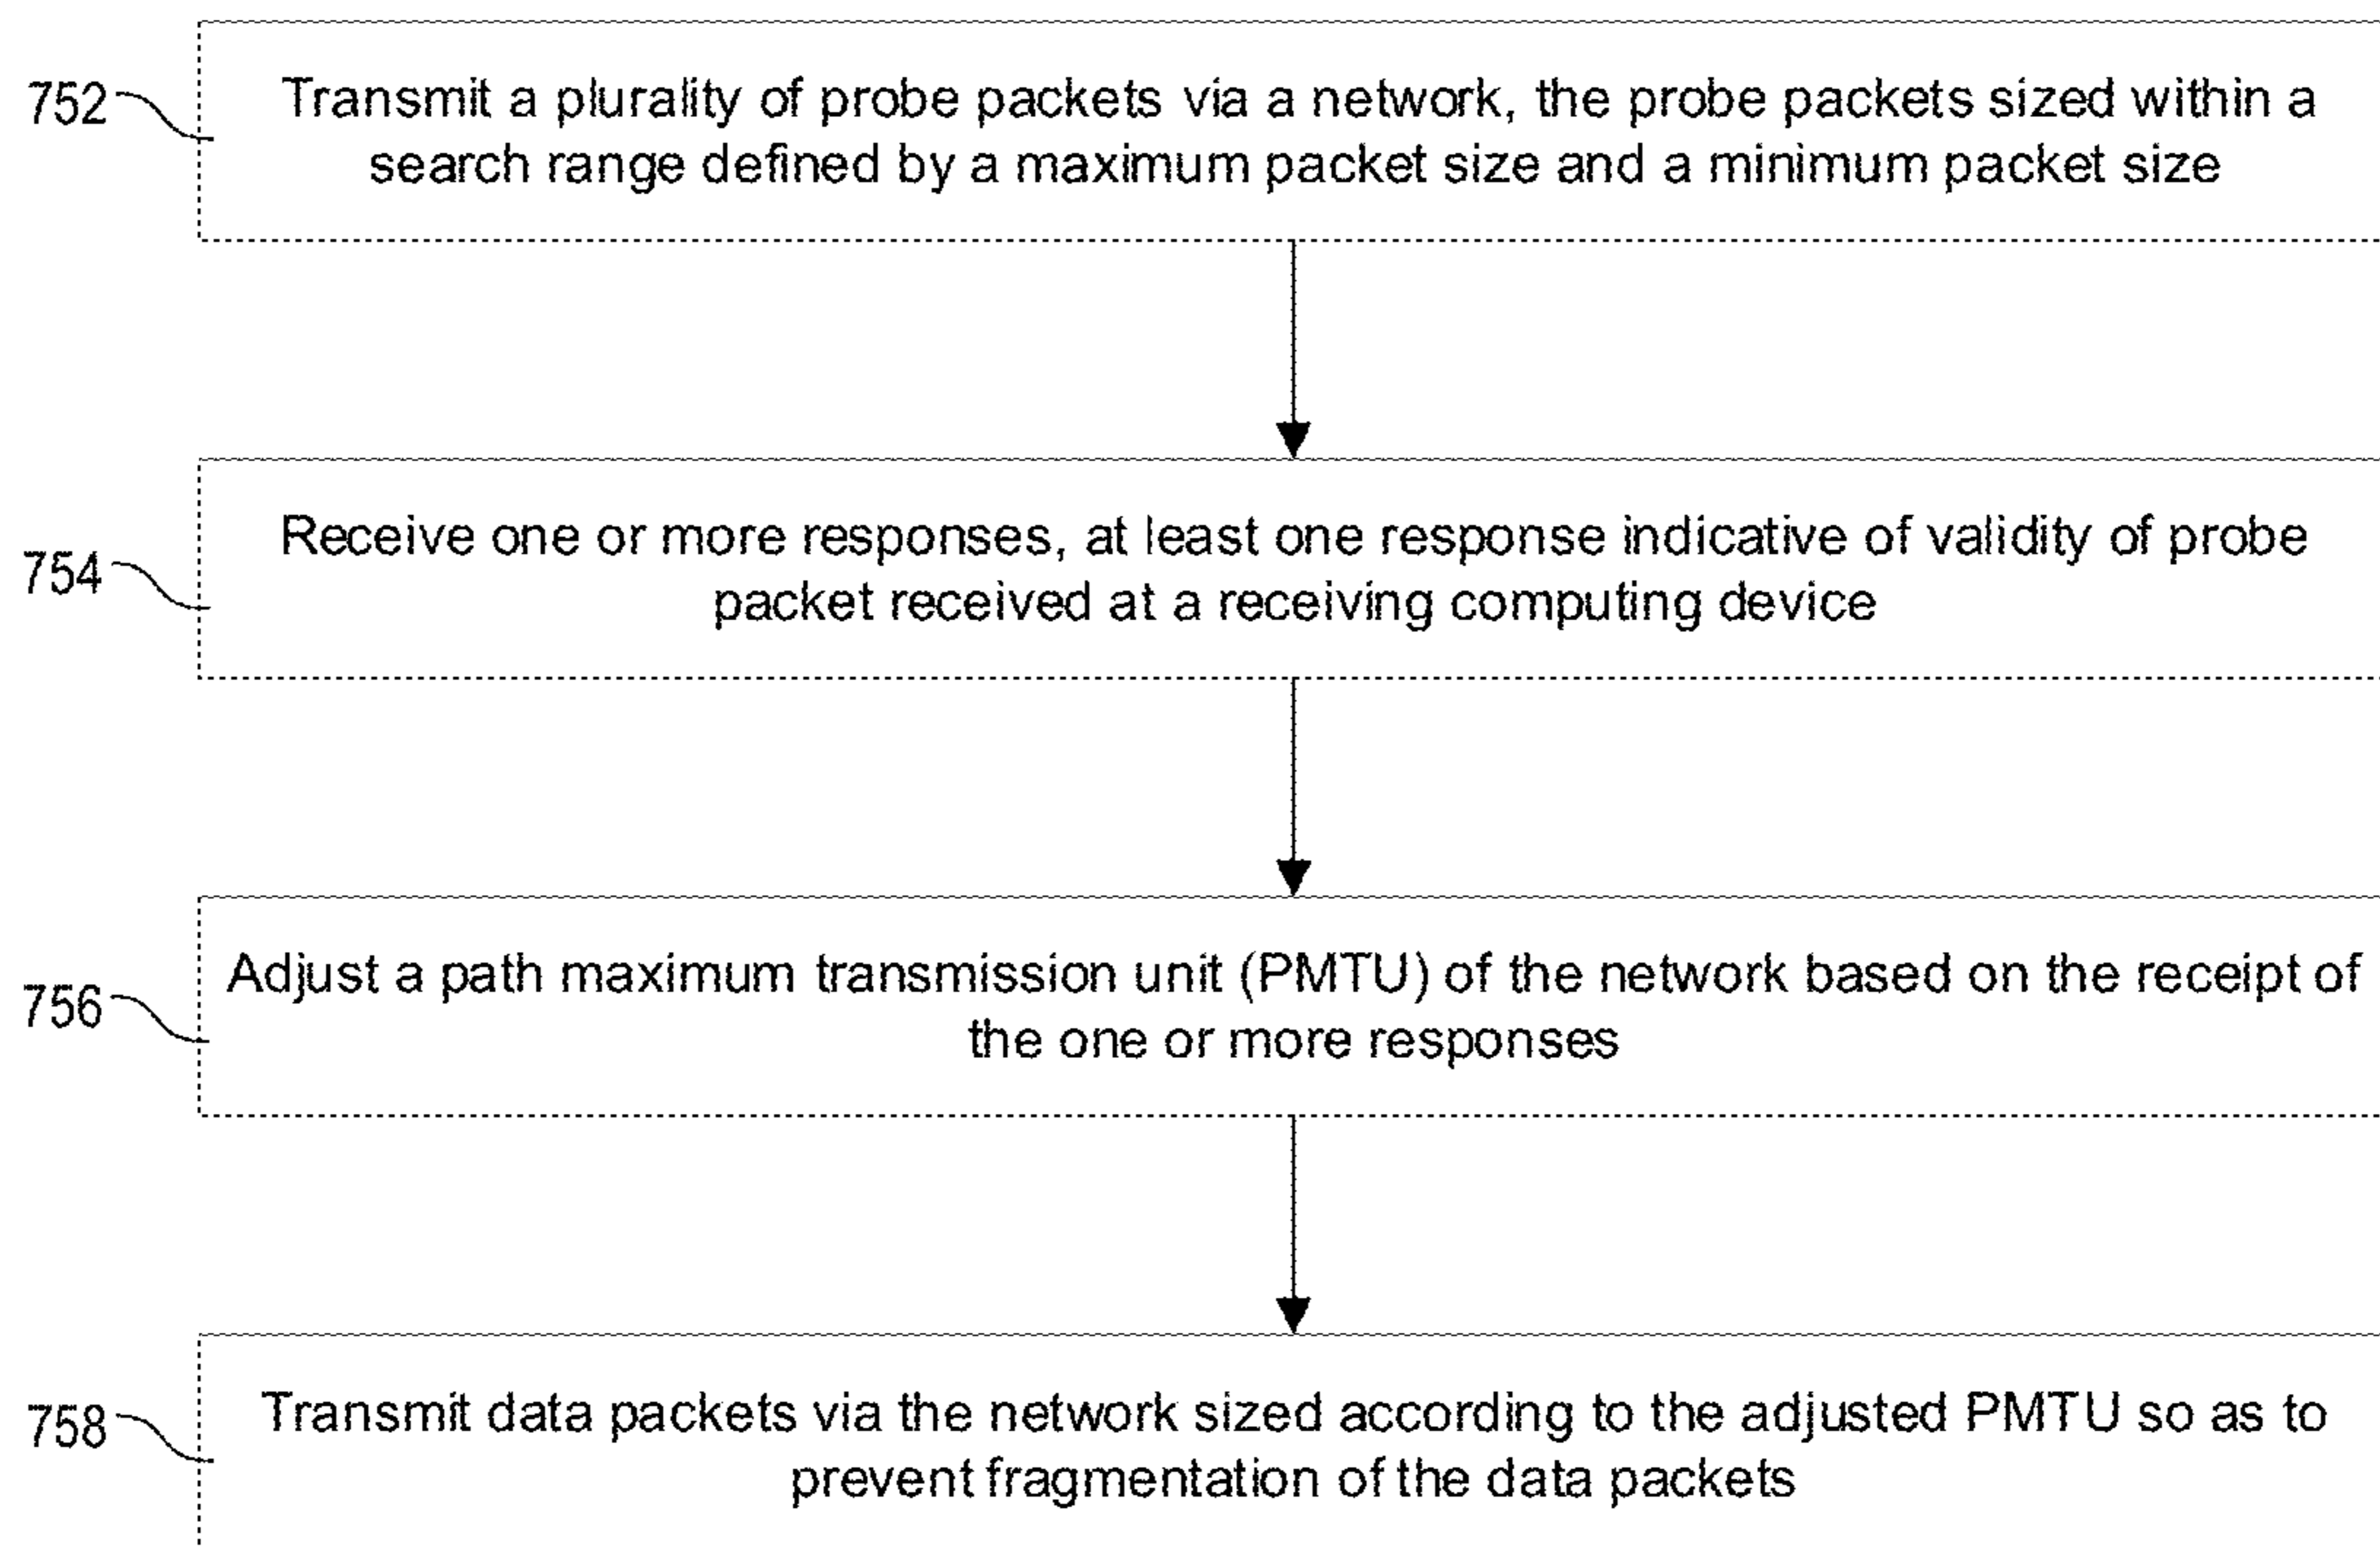 752
Transmit a plurality of probe packets via a network, the probe packets sized within a
search range defined by a maximum packet size and a minimum packet size
754
Receive one or more responses, at least one response indicative of validity of probe
packet received at a receiving computing device
756
Adjust a path maximum transmission unit (PMTU) of the network based on the receipt of
the one or more responses
758
Transmit data packets via the network sized according to the adjusted PMTU so as to
prevent fragmentation of the data packets